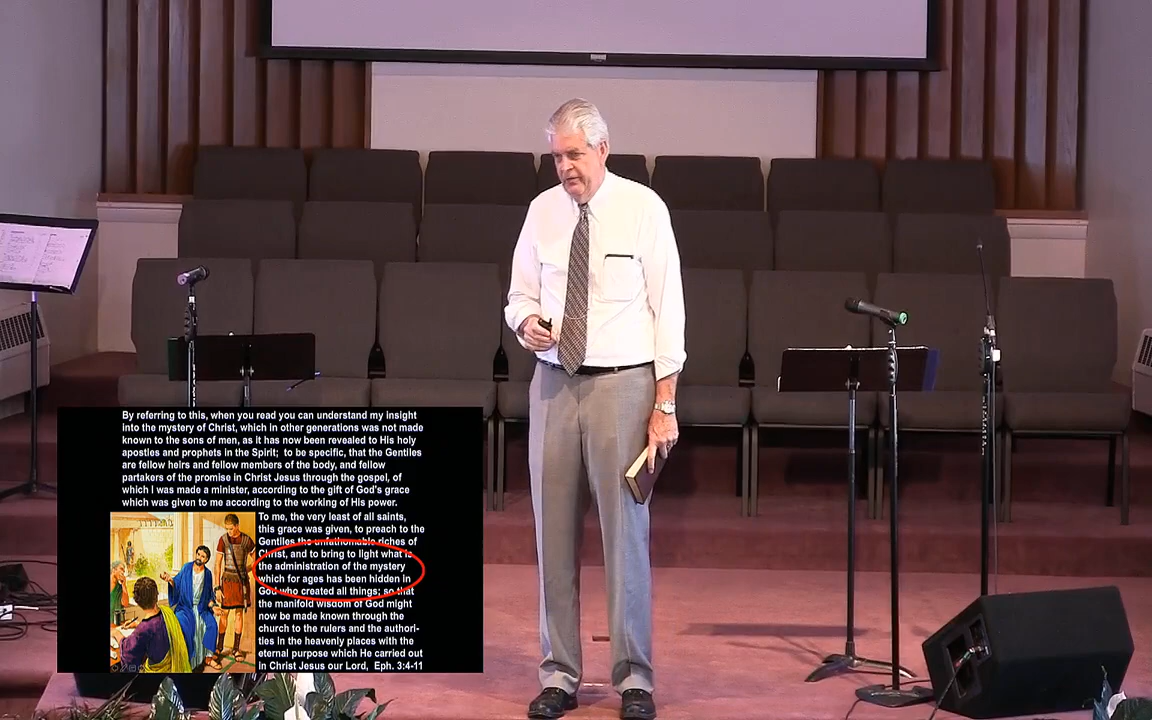 By referring to this, when you read you can understand my insight
into the mystery of Christ, which in other generations was not made
known to the sons of men, as it has now been revealed to His holy
apostles and prophets in the Spirit;  to be specific, that the Gentiles
are fellow heirs and fellow members of the body, and fellow
partakers of the promise in Christ Jesus through the gospel, of
which I was made a minister, according to the gift of God's grace
which was given to me according to the working of His power.
To me, the very least of all saints,
this grace was given, to preach to the
Gentiles the unfathomable riches of
Christ, and to bring to light what is
the administration of the mystery
which for ages has been hidden in
God who created all things; so that
the manifold wisdom of God might
now be made known through the
church to the rulers and the authori-
ties in the heavenly places with the
eternal purpose which He carried out
in Christ Jesus our Lord,  Eph. 3:4-11